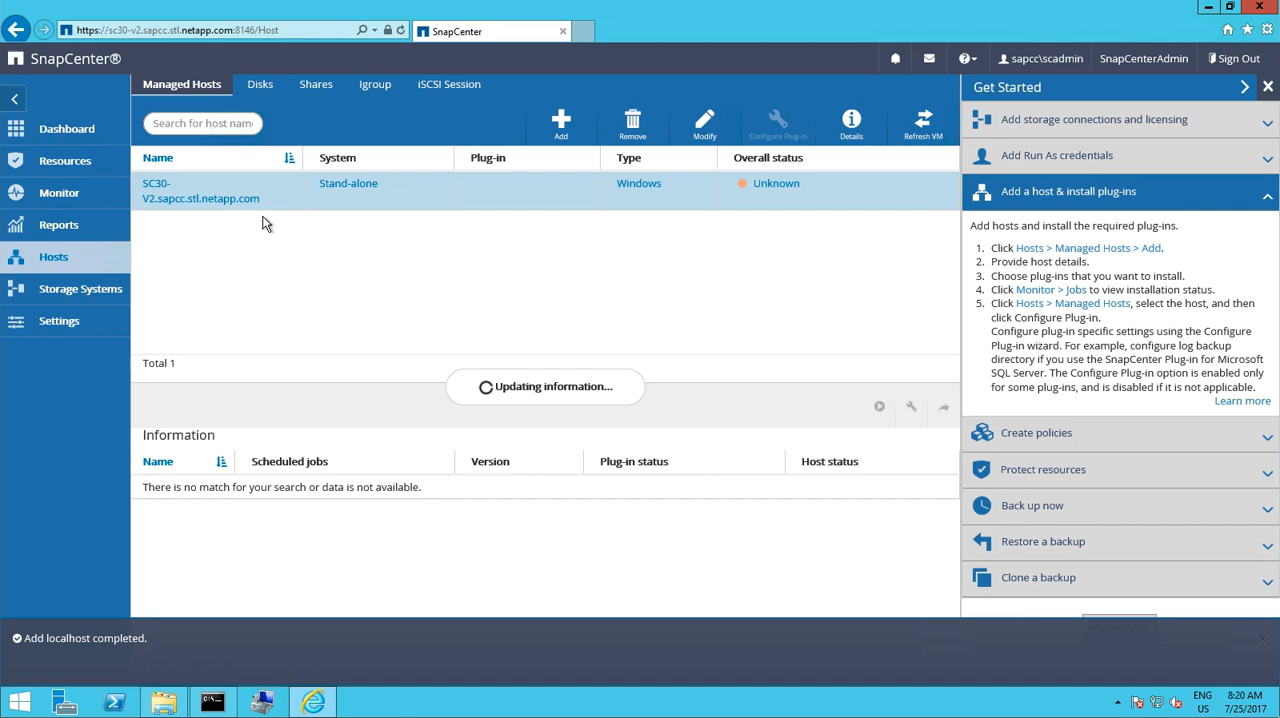 https://sc30-v2.sapcc.stl.netapp.com:8146/Host
SnapCenter
SnapCenter®
sapcc\scadmin
SnapCenterAdmin
Sign Out
Managed Hosts
Disks
Shares
Igroup
iSCSI Session
Get Started
Search for host name
Add
Remove
Modify
Configure Plug-in
Details
Refresh VM
Dashboard
Resources
Monitor
Reports
Hosts
Storage Systems
Settings
Name
System
Plug-in
Type
Overall status
SC30-
V2.sapcc.stl.netapp.com
Stand-alone
Windows
Unknown
Total 1
Updating information...
Information
Name
Scheduled jobs
Version
Plug-in status
Host status
There is no match for your search or data is not available.
Add storage connections and licensing
Add Run As credentials
Add a host & install plug-ins
Add hosts and install the required plug-ins.
1. Click Hosts > Managed Hosts > Add.
2. Provide host details.
3. Choose plug-ins that you want to install.
4. Click Monitor > Jobs to view installation status.
5. Click Hosts > Managed Hosts, select the host, and then
click Configure Plug-in.
Configure plug-in specific settings using the Configure
Plug-in wizard. For example, configure log backup
directory if you use the SnapCenter Plug-in for Microsoft
SQL Server. The Configure Plug-in option is enabled only
for some plug-ins, and is disabled if it is not applicable.
Learn more
Create policies
Protect resources
Back up now
Restore a backup
Clone a backup
Add localhost completed.
ENG
US
8:20 AM
7/25/2017